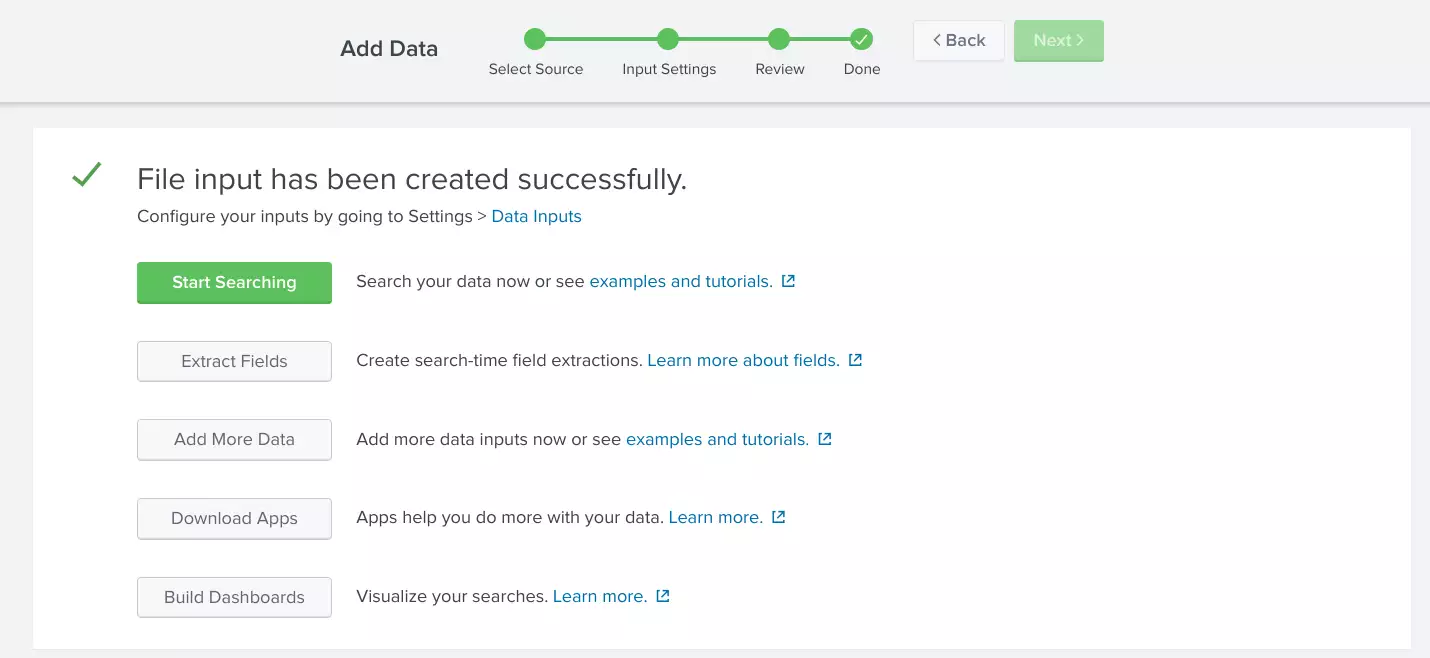 Add Data
Select Source
Input Settings
Review
Done
< Back
Next >
File input has been created successfully.
Configure your inputs by going to Settings > Data Inputs
Start Searching
Search your data now or see examples and tutorials.
Extract Fields
Create search-time field extractions. Learn more about fields.
Add More Data
Add more data inputs now or see examples and tutorials.
Download Apps
Apps help you do more with your data. Learn more.
Build Dashboards
Visualize your searches. Learn more.